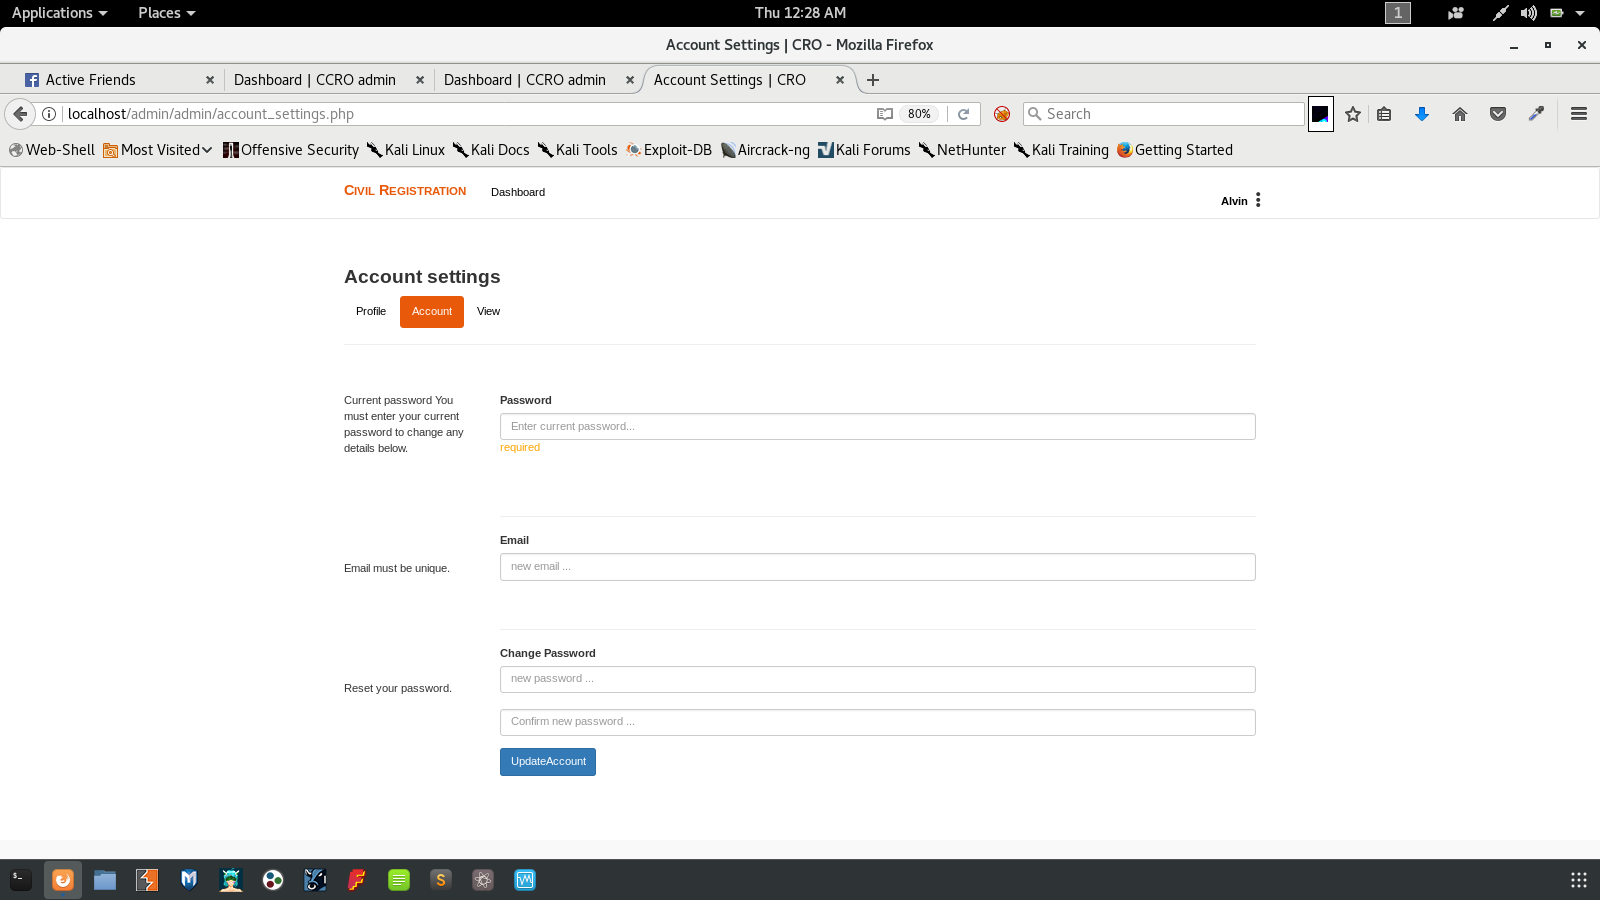 Applications Places Thu 12:28 AM 1
Account Settings | CRO - Mozilla Firefox
Active Friends Dashboard | CCRO admin Dashboard | CCRO admin Account Settings | CRO
localhost/admin/admin/account_settings.php 80% Search
Web-Shell Most Visited Offensive Security Kali Linux Kali Docs Kali Tools Exploit-DB Aircrack-ng Kali Forums NetHunter Kali Training Getting Started
CIVIL REGISTRATION Dashboard
Alvin
Account settings
Profile Account View
Current password You
must enter your current
password to change any
details below.
Password
Enter current password...
required
Email
Email must be unique.
new email ...
Change Password
Reset your password.
new password ...
Confirm new password ...
UpdateAccount